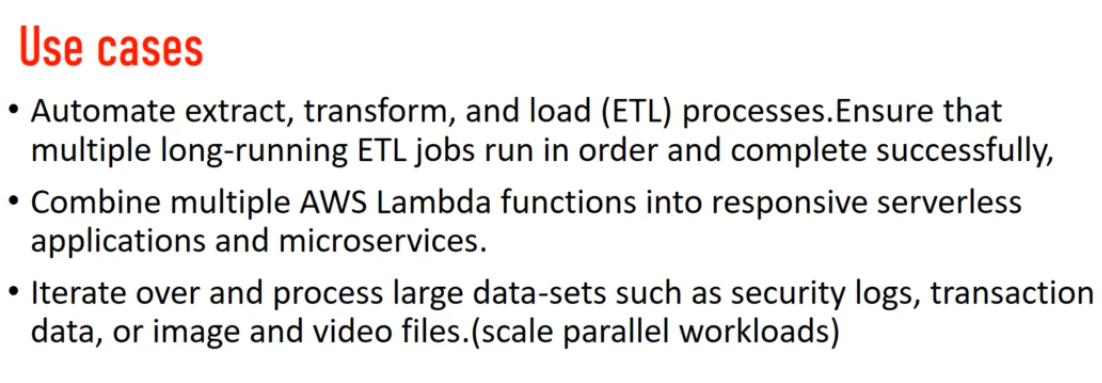 Use cases
• Automate extract, transform, and load (ETL) processes.Ensure that
multiple long-running ETL jobs run in order and complete successfully,
• Combine multiple AWS Lambda functions into responsive serverless
applications and microservices.
• Iterate over and process large data-sets such as security logs, transaction
data, or image and video files.(scale parallel workloads)